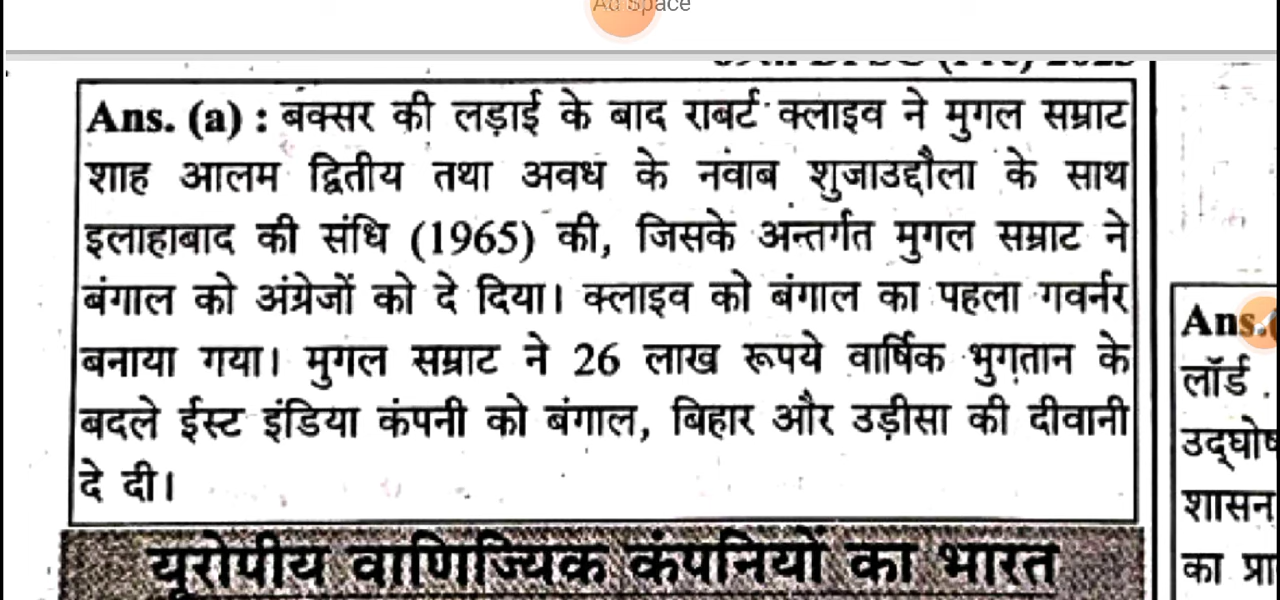 Ad Space
Ans. (a) : बक्सर की लड़ाई के बाद राबर्ट क्लाइव ने मुगल सम्राट
शाह आलम द्वितीय तथा अवध के नवाब शुजाउद्दौला के साथ
इलाहाबाद की संधि (1965) की, जिसके अन्तर्गत मुगल सम्राट ने
बंगाल को अंग्रेजों को दे दिया। क्लाइव को बंगाल का पहला गवर्नर
बनाया गया। मुगल सम्राट ने 26 लाख रूपये वार्षिक भुगतान के
बदले ईस्ट इंडिया कंपनी को बंगाल, बिहार और उड़ीसा की दीवानी
दे दी।
यूरोपीय वाणिज्यिक कंपनियों का भारत
Ans.
लॉर्ड
शासन
का